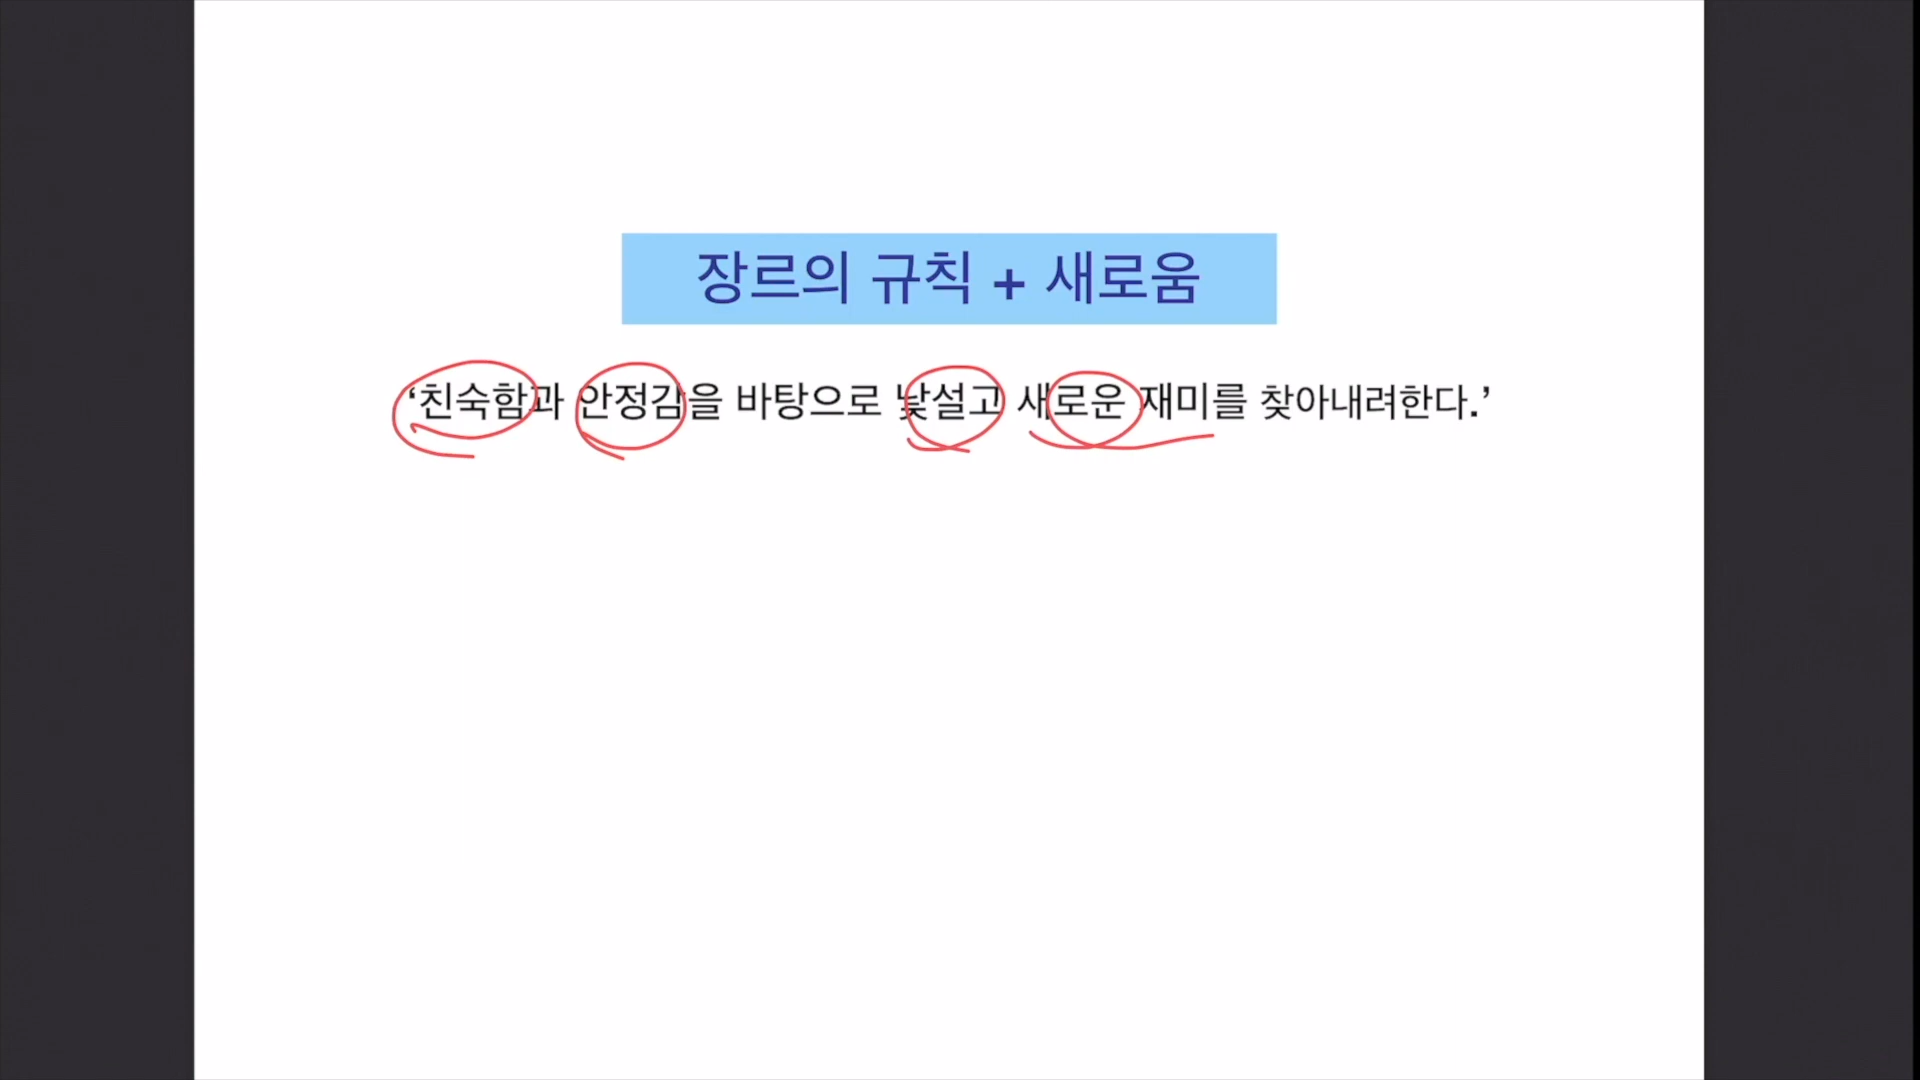 장르의 규칙 + 새로움
‘친숙함과 안정감을 바탕으로 낯설고 새로운 재미를 찾아내려한다.’